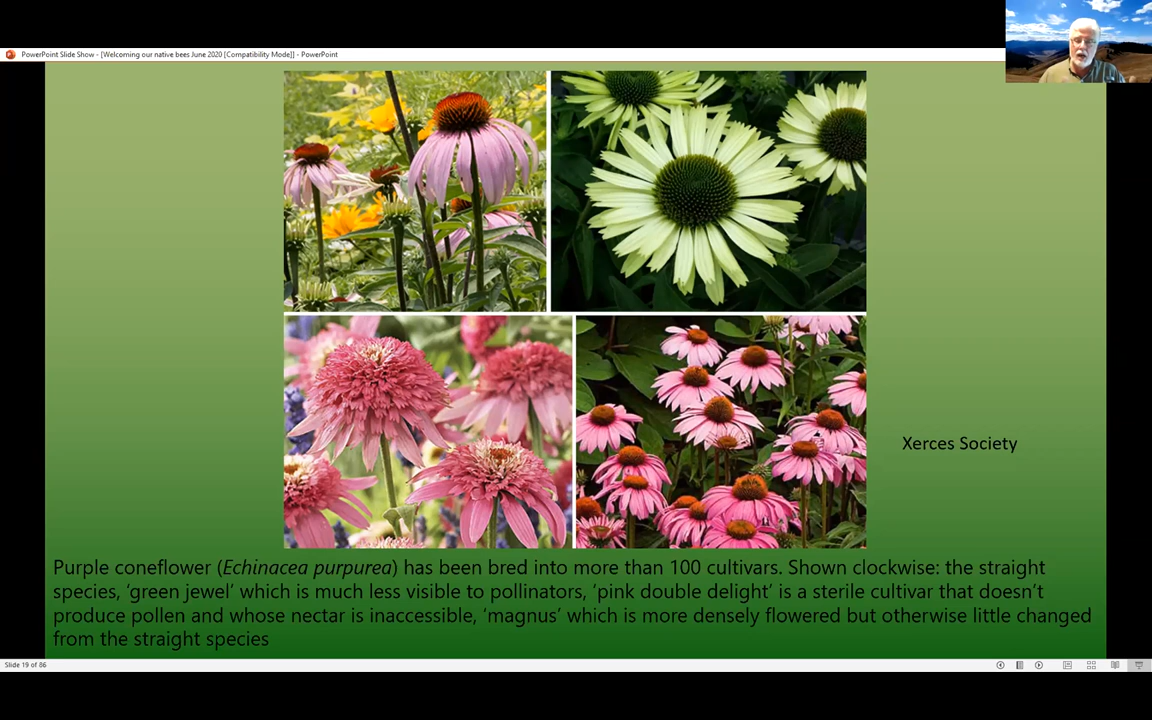 PowerPoint Slide Show - [Welcoming our native bees June 2020 [Compatibility Mode]] - PowerPoint
Xerces Society
Purple coneflower (Echinacea purpurea) has been bred into more than 100 cultivars. Shown clockwise: the straight
species, ‘green jewel’ which is much less visible to pollinators, ‘pink double delight’ is a sterile cultivar that doesn’t
produce pollen and whose nectar is inaccessible, ‘magnus’ which is more densely flowered but otherwise little changed
from the straight species
Slide 19 of 86